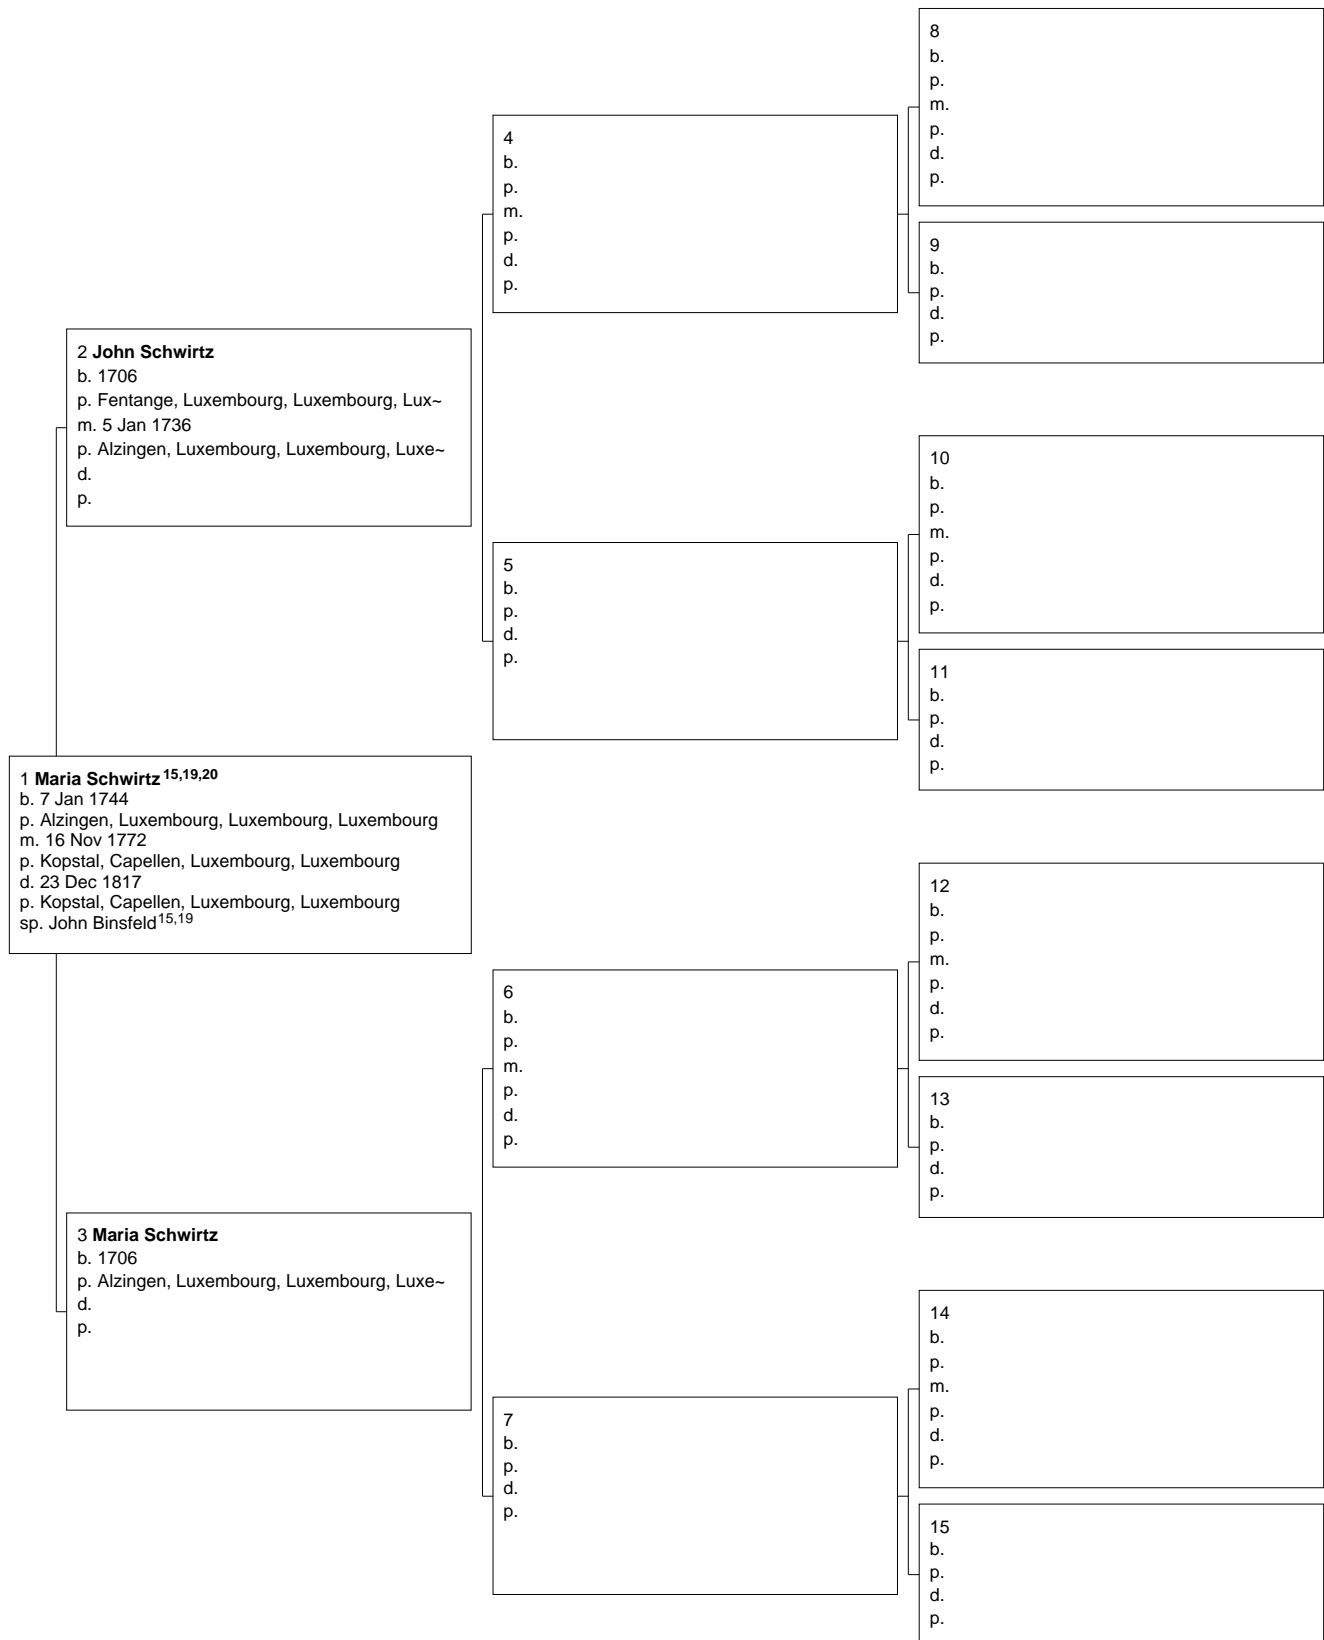 8
b.
p.
m.
p.
d.
p.
4
b.
p.
m.
p.
d.
p.
9
b.
p.
d.
p.
2 John Schwirtz
b. 1706
p. Fentange, Luxembourg, Luxembourg, Lux~
m. 5 Jan 1736
p. Alzingen, Luxembourg, Luxembourg, Luxe~
d.
p.
10
b.
p.
m.
p.
d.
p.
5
b.
p.
d.
p.
11
b.
p.
d.
p.
1 Maria Schwirtz 15,19,20
b. 7 Jan 1744
p. Alzingen, Luxembourg, Luxembourg, Luxembourg
m. 16 Nov 1772
p. Kopstal, Capellen, Luxembourg, Luxembourg
d. 23 Dec 1817
p. Kopstal, Capellen, Luxembourg, Luxembourg
sp. John Binsfeld 15,19
12
b.
p.
m.
p.
d.
p.
6
b.
p.
m.
p.
d.
p.
13
b.
p.
d.
p.
3 Maria Schwirtz
b. 1706
p. Alzingen, Luxembourg, Luxembourg, Luxe~
d.
p.
14
b.
p.
m.
p.
d.
p.
7
b.
p.
d.
p.
15
b.
p.
d.
p.